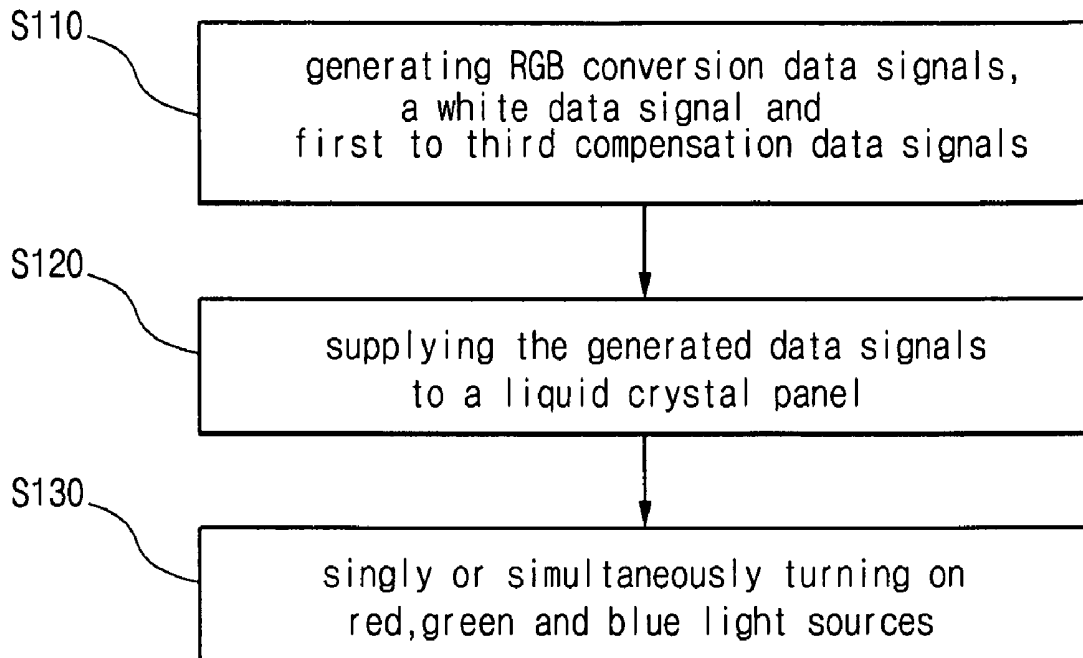 S110
generating RGB conversion data signals,
a white data signal and
first to third compensation data signals
S120
supplying the generated data signals
to a liquid crystal panel
S130
singly or simultaneously turning on
red,green and blue light sources